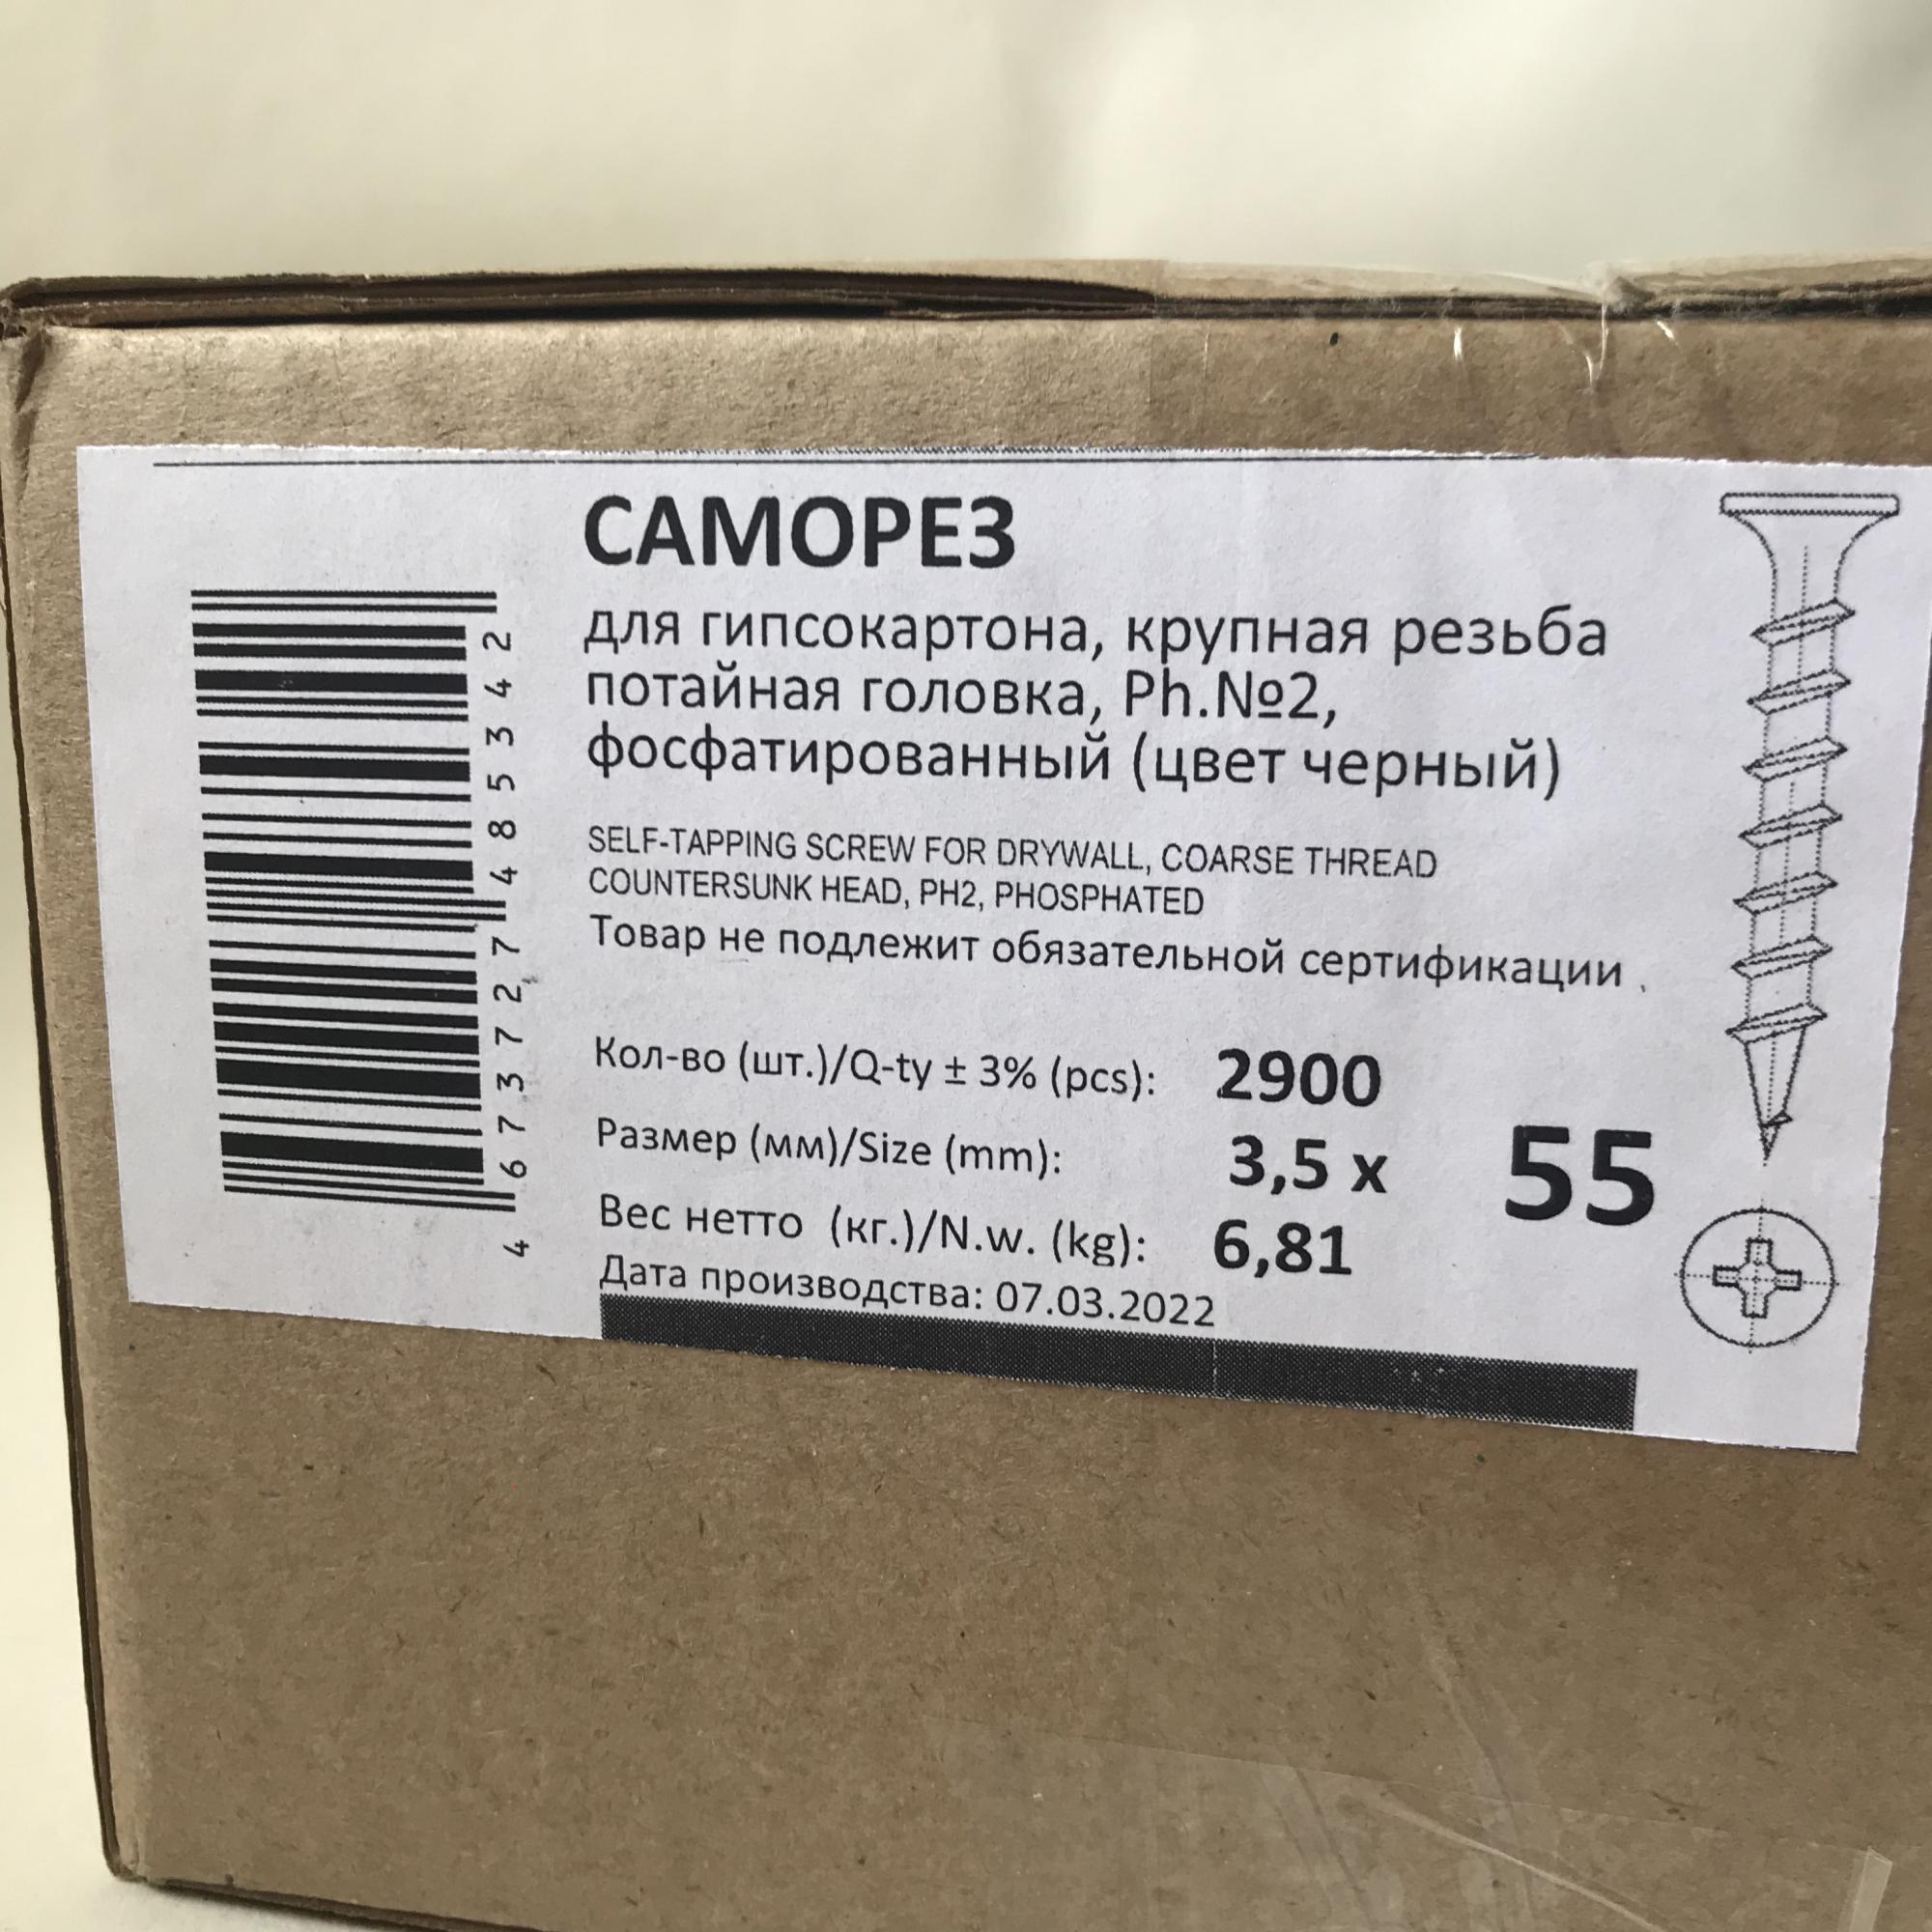 САМОРЕЗ
для гипсокартона, крупная резьба
потайная головка, Ph.№2,
фосфатированный (цвет черный)
SELF-TAPPING SCREW FOR DRYWALL, COARSE THREAD
COUNTERSUNK HEAD, PH2, PHOSPHATED
Товар не подлежит обязательной сертификации .
Кол-во (шт.)/Q-ty ± 3% (pcs): 2900
Размер (мм)/Size (mm): 3,5 x 55
Вес нетто (кг.)/N.w. (kg): 6,81
Дата производства: 07.03.2022
4 673727 485342